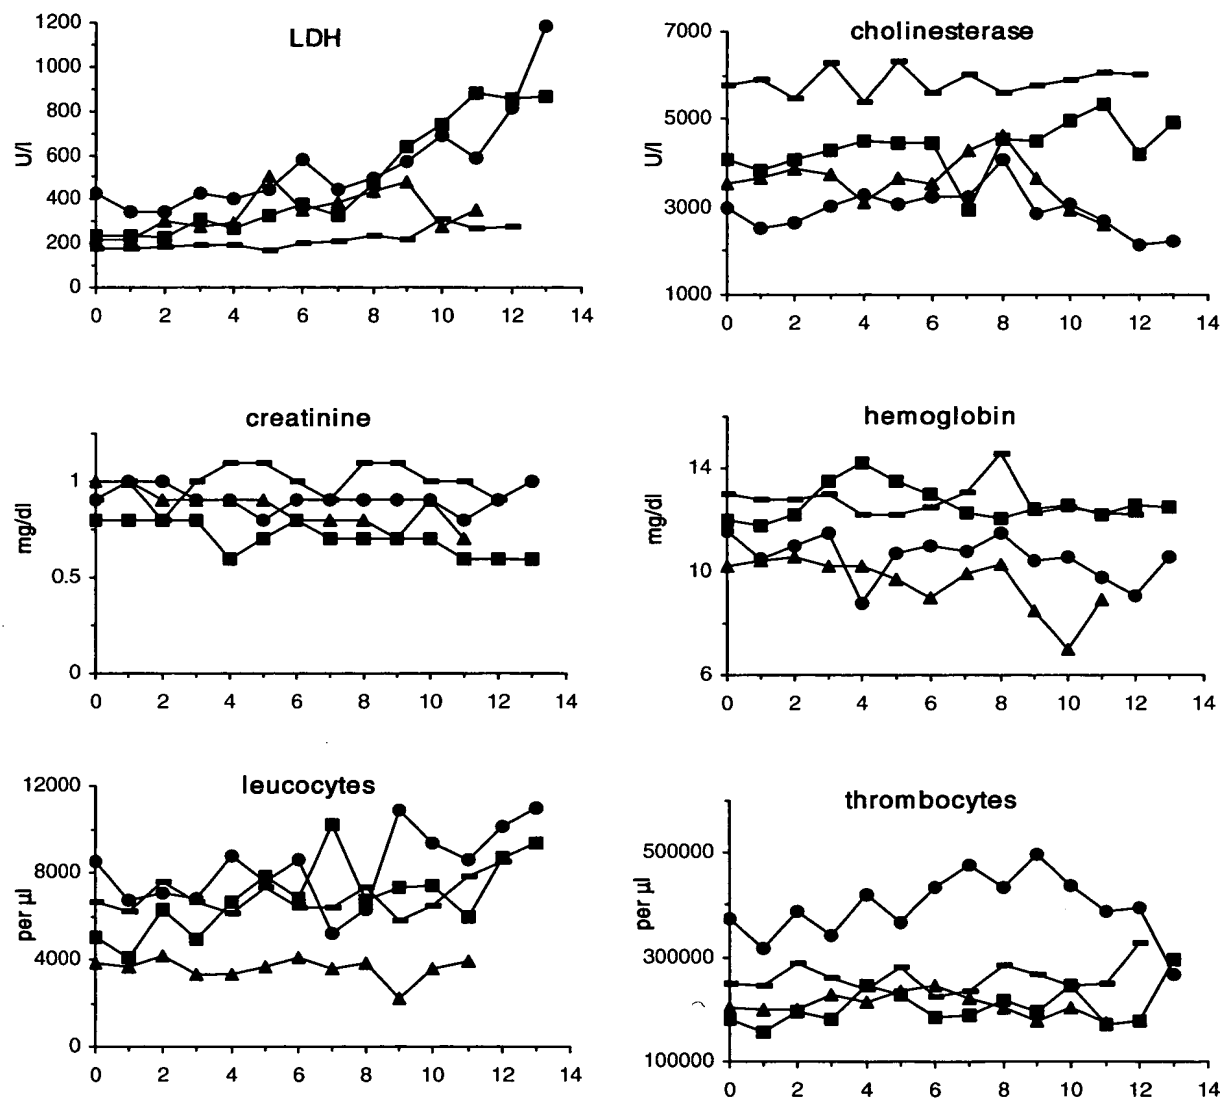 LDH
1200
1000
800
600
400
200
0
U/l
0 2 4 6 8 10 12 14
cholinesterase
7000
5000
3000
1000
U/l
0 2 4 6 8 10 12 14
creatinine
1
0.5
0
mg/dl
0 2 4 6 8 10 12 14
hemoglobin
14
10
6
mg/dl
0 2 4 6 8 10 12 14
leucocytes
12000
8000
4000
0
per µl
0 2 4 6 8 10 12 14
thrombocytes
500000
300000
100000
per µl
0 2 4 6 8 10 12 14